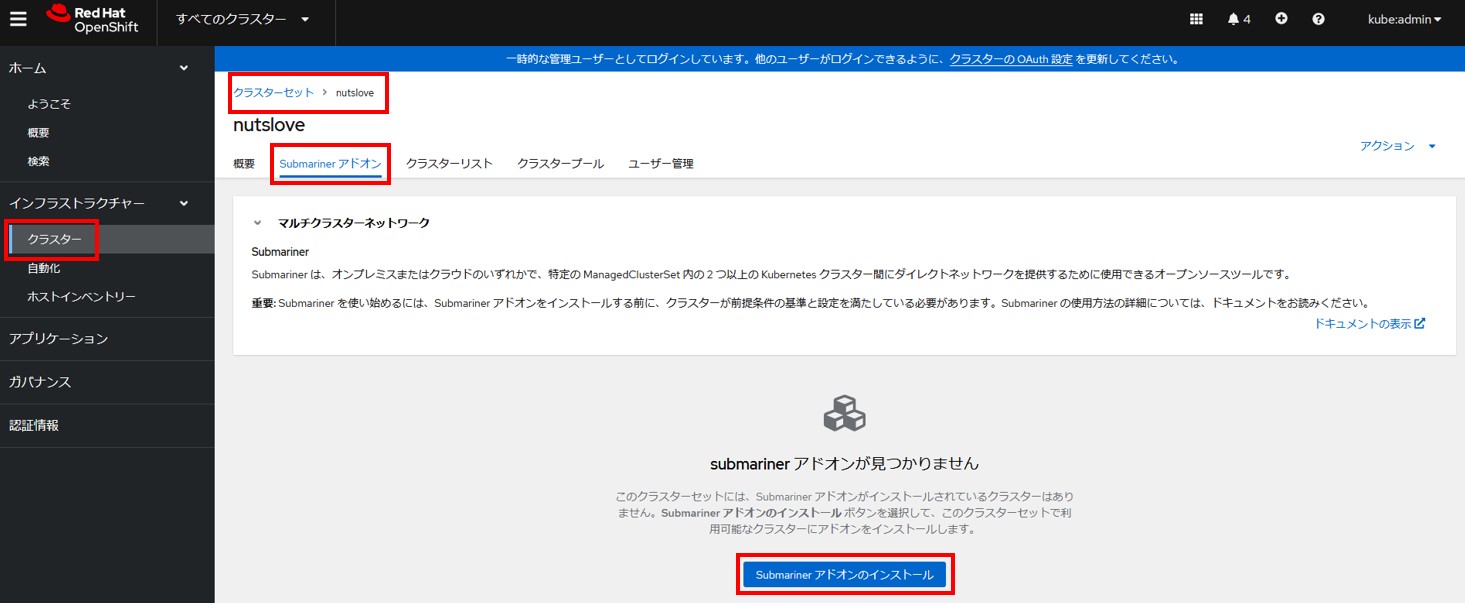 Red Hat
OpenShift
すべてのクラスター
4
kube:admin
一時的な管理ユーザーとしてログインしています。他のユーザーがログインできるように、クラスターの OAuth 設定 を更新してください。
ホーム
ようこそ
概要
検索
インフラストラクチャー
クラスター
自動化
ホストインベントリー
アプリケーション
ガバナンス
認証情報
クラスターセット > nutslove
nutslove
アクション
概要 Submariner アドオン クラスターリスト クラスタープール ユーザー管理
マルチクラスターネットワーク
Submariner
Submariner は、オンプレミスまたはクラウドのいずれかで、特定の ManagedClusterSet 内の 2 つ以上の Kubernetes クラスター間にダイレクトネットワークを提供するために使用できるオープンソースツールです。
重要: Submariner を使い始めるには、Submariner アドオンをインストールする前に、クラスターが前提条件の基準と設定を満たしている必要があります。Submariner の使用方法の詳細については、ドキュメントをお読みください。
ドキュメントの表示
submariner アドオンが見つかりません
このクラスターセットには、Submariner アドオンがインストールされているクラスターはあり
ません。Submariner アドオンのインストール ボタンを選択して、このクラスターセットで利
用可能なクラスターにアドオンをインストールします。
Submariner アドオンのインストール